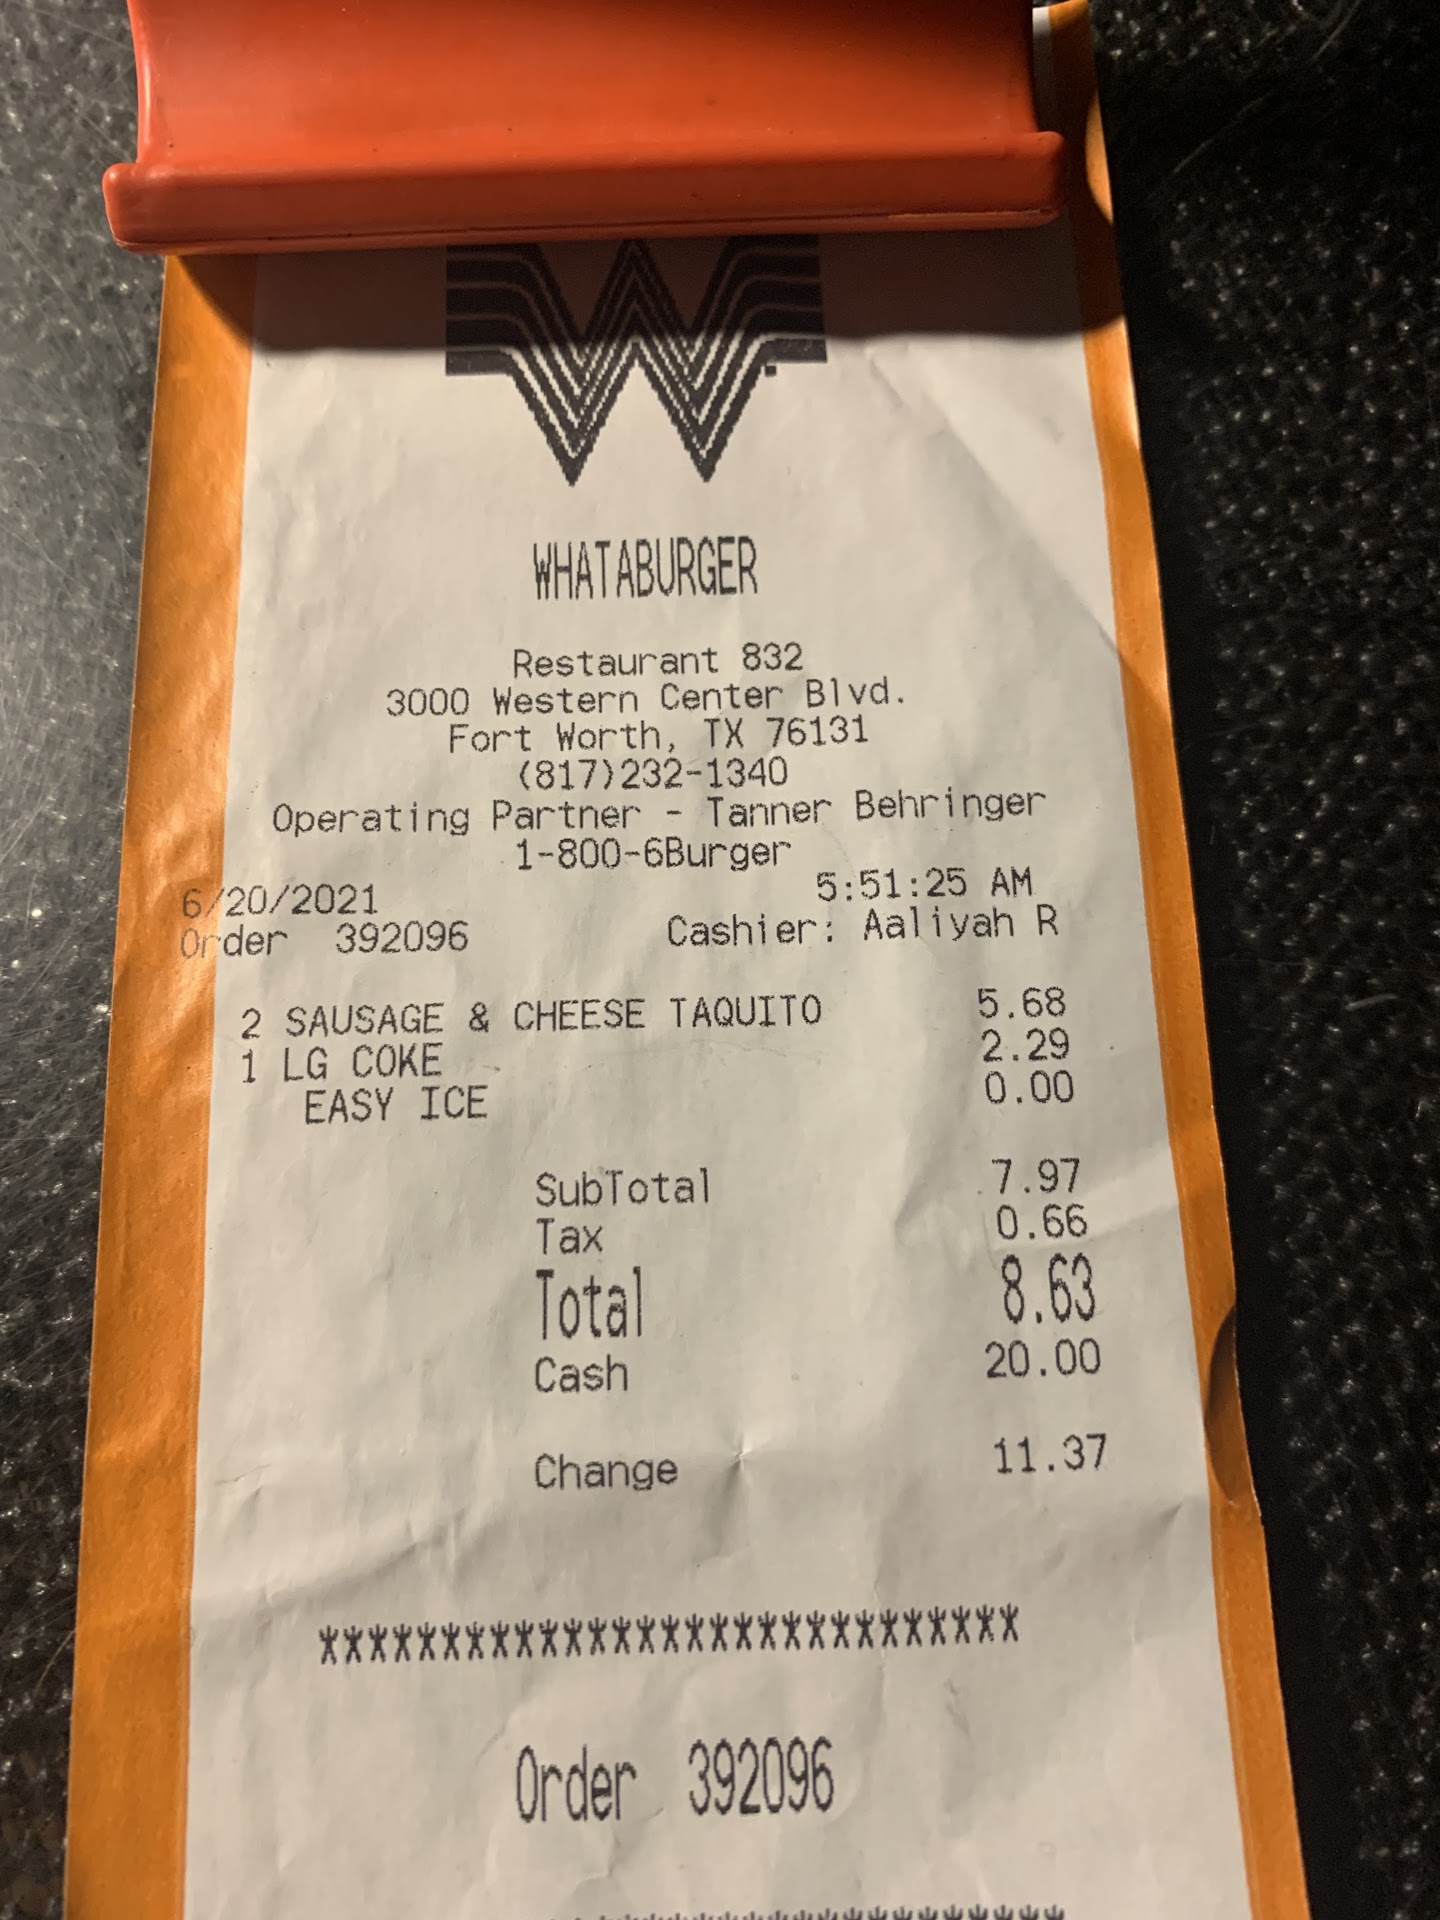 WHATABURGER
Restaurant 832
3000 Western Center Blvd.
Fort Worth, TX 76131
(817)232-1340
Operating Partner - Tanner Behringer
1-800-6Burger
6/20/2021 5:51:25 AM
Order 392096 Cashier: Aaliyah R
2 SAUSAGE & CHEESE TAQUITO 5.68
1 LG COKE 2.29
EASY ICE 0.00
SubTotal 7.97
Tax 0.66
Total 8.63
Cash 20.00
Change 11.37
*****************************
Order 392096